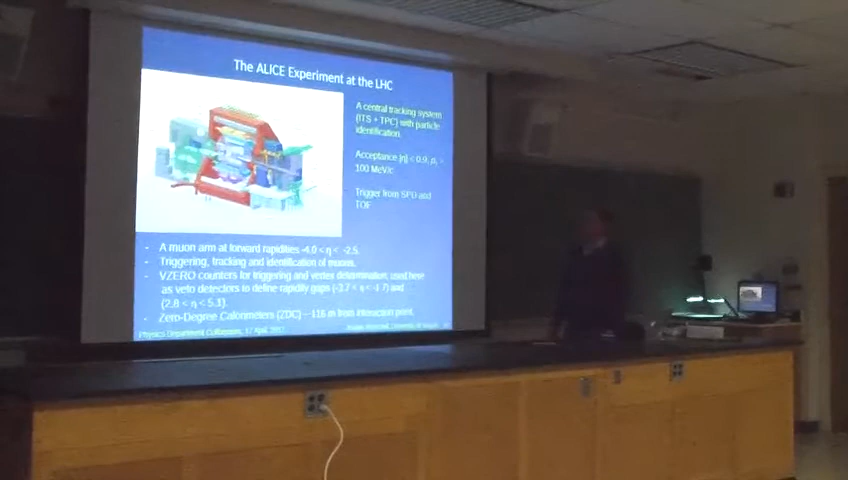 The ALICE Experiment at the LHC
A central tracking system
(ITS + TPC) with particle
identification.
Acceptance |η| < 0.9, pₜ >
100 MeV/c
Trigger from SPD and
TOF
- A muon arm at forward rapidities -4.0 < η < -2.5.
- Triggering, tracking and identification of muons.
- VZERO counters for triggering and vertex determination; used here
as veto detectors to define rapidity gaps (-3.7 < η < -1.7) and
(2.8 < η < 5.1).
- Zero-Degree Calorimeters (ZDC) – 116 m from interaction point.
Physics Department Colloquium, 17 April,